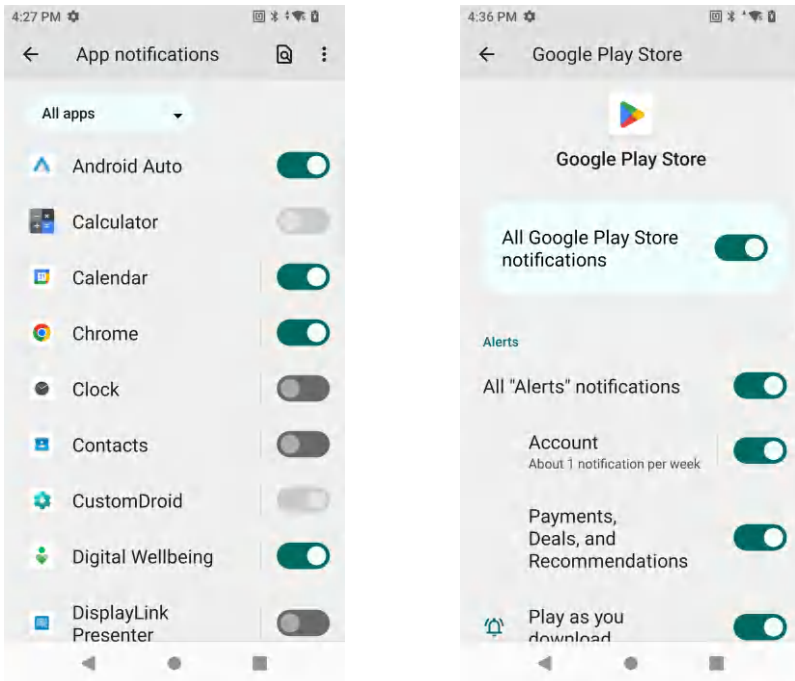 4:27 PM
App notifications
All apps
Android Auto
Calculator
Calendar
Chrome
Clock
Contacts
CustomDroid
Digital Wellbeing
DisplayLink
Presenter
4:36 PM
Google Play Store
Google Play Store
All Google Play Store
notifications
Alerts
All "Alerts" notifications
Account
About 1 notification per week
Payments,
Deals, and
Recommendations
Play as you
download